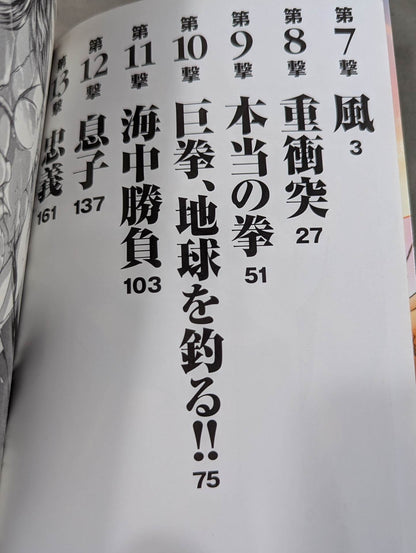 第7撃 風 3
第8撃 重衝突 27
第9撃 本当の拳 51
第10撃 巨拳、地球を釣る!! 75
第11撃 海中勝負 103
第12撃 息子 137
第13撃 忠義 161